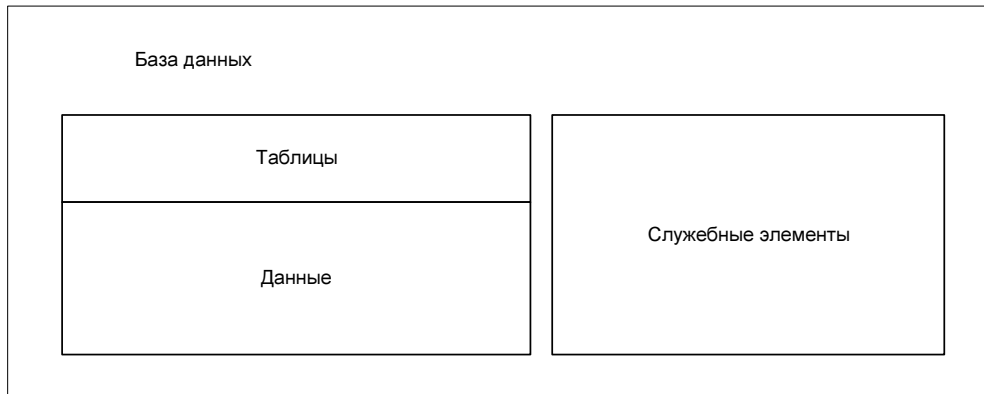 База данных
Таблицы
Служебные элементы
Данные